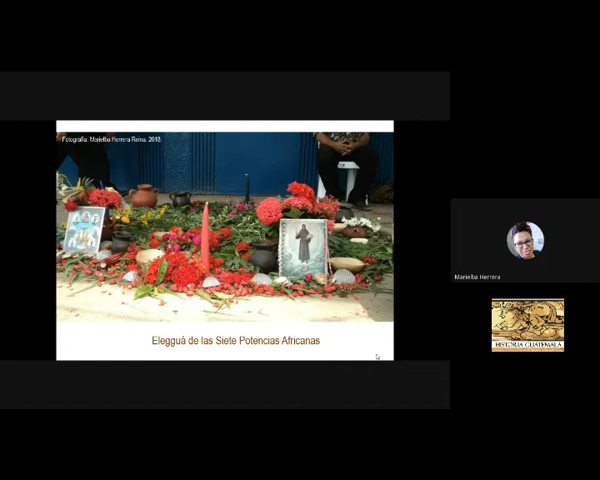 Fotografía. Marielba Herrera Reina. 2018.
Elegguá de las Siete Potencias Africanas
Marielba Herrera
HISTORIA GUATEMALA